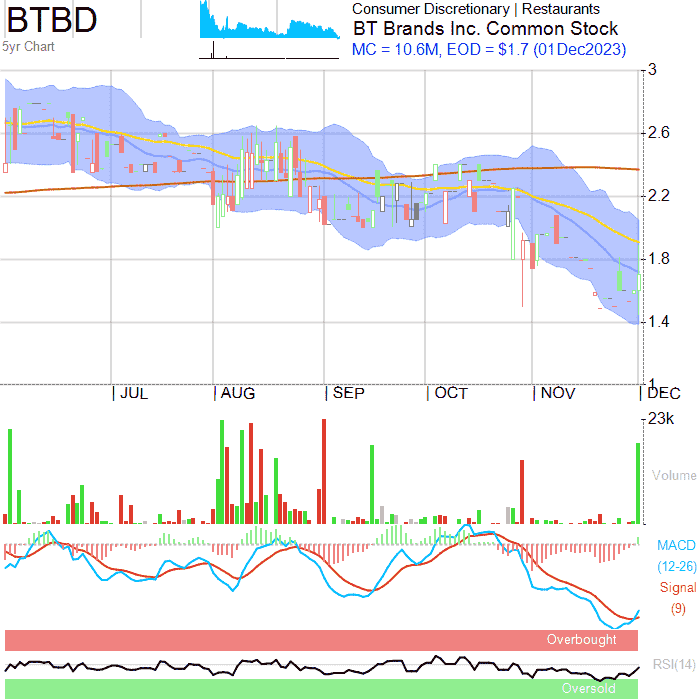 BTBD
5yr Chart
Consumer Discretionary | Restaurants
BT Brands Inc. Common Stock
MC = 10.6M, EOD = $1.7 (01Dec2023)
3
2.6
2.2
1.8
1.4
1
JUL AUG SEP OCT NOV DEC
23k
Volume
MACD
(12-26)
Signal
(9)
Overbought
RSI(14)
Oversold